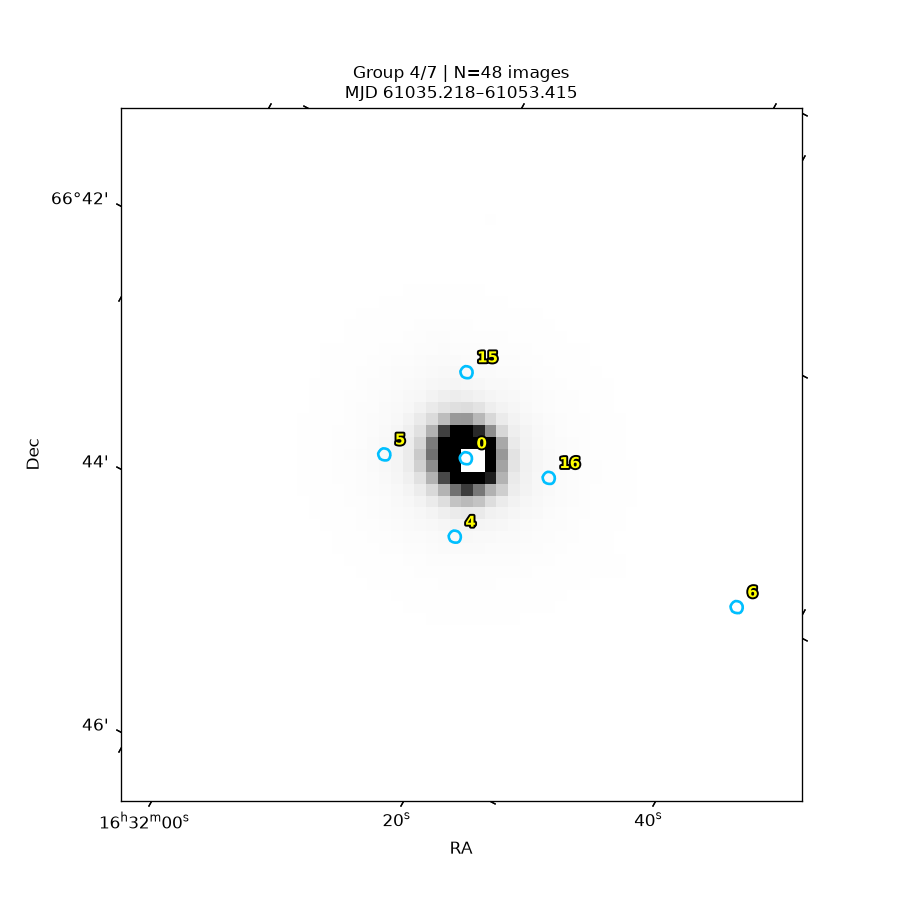 Group 4/7 | N=48 images
MJD 61035.218–61053.415
66°42'
15
5
0
44'
16
4
6
46'
16ʰ32ᵐ00ˢ 20ˢ 40ˢ
RA
Dec